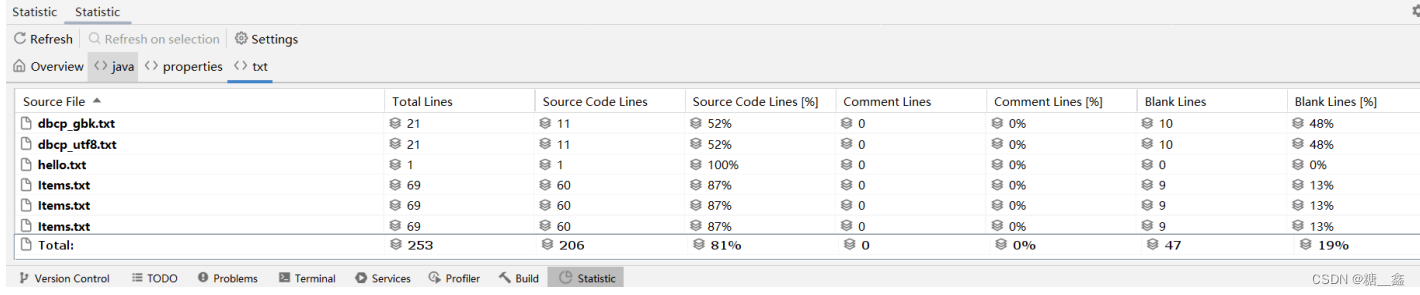 Statistic Statistic
Refresh Refresh on selection Settings
Overview java properties txt
Source File Total Lines Source Code Lines Source Code Lines [%] Comment Lines Comment Lines [%] Blank Lines Blank Lines [%]
dbcp_gbk.txt 21 11 52% 0 0% 10 48%
dbcp_utf8.txt 21 11 52% 0 0% 10 48%
hello.txt 1 1 100% 0 0% 0 0%
Items.txt 69 60 87% 0 0% 9 13%
Items.txt 69 60 87% 0 0% 9 13%
Items.txt 69 60 87% 0 0% 9 13%
Total: 253 206 81% 0 0% 47 19%
Version Control TODO Problems Terminal Services Profiler Build Statistic
CSDN @糖__鑫